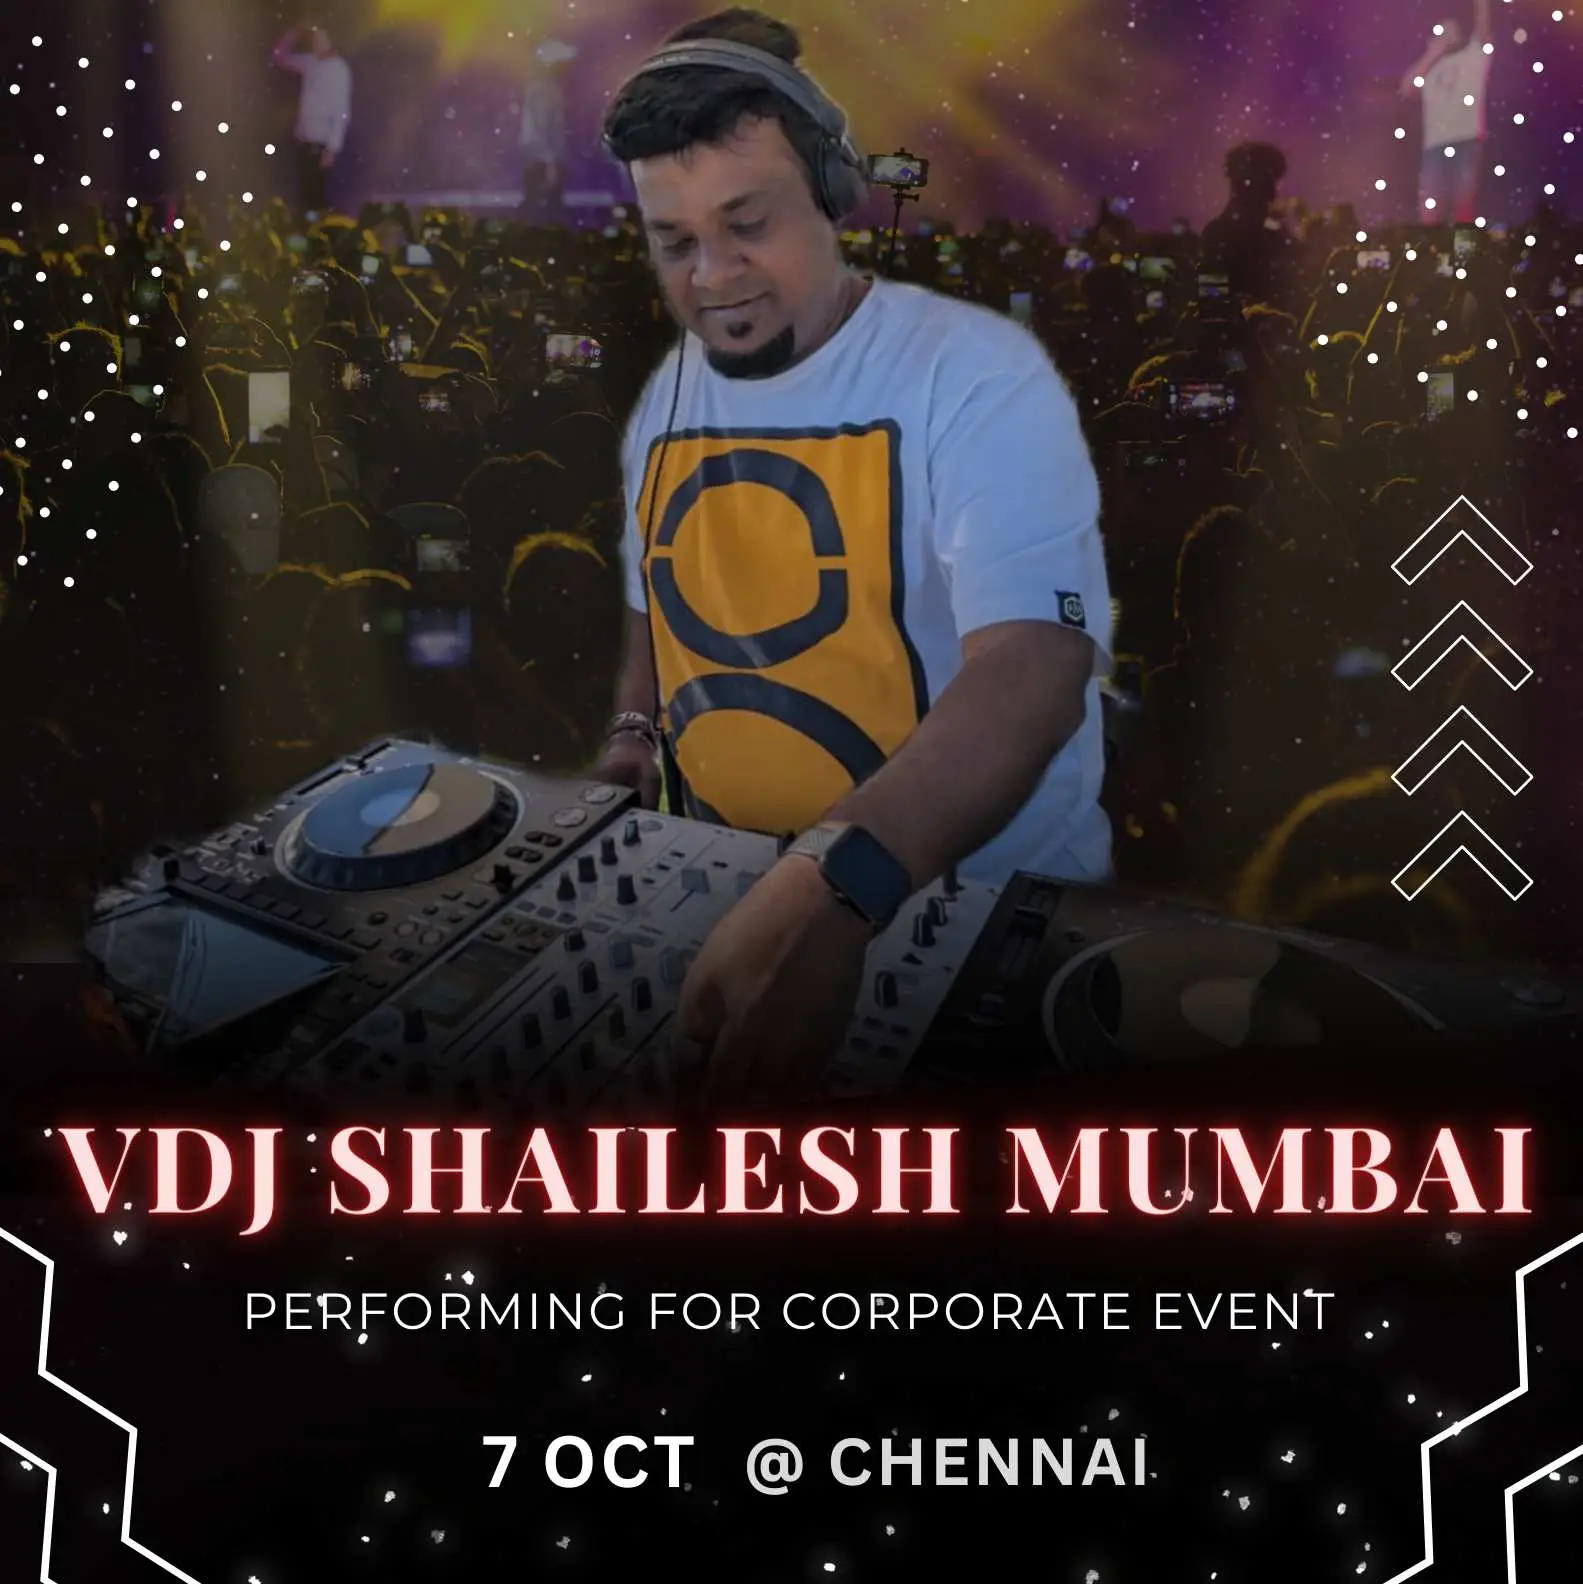 VDJ SHAILESH MUMBAI
PERFORMING FOR CORPORATE EVENT
7 OCT @ CHENNAI